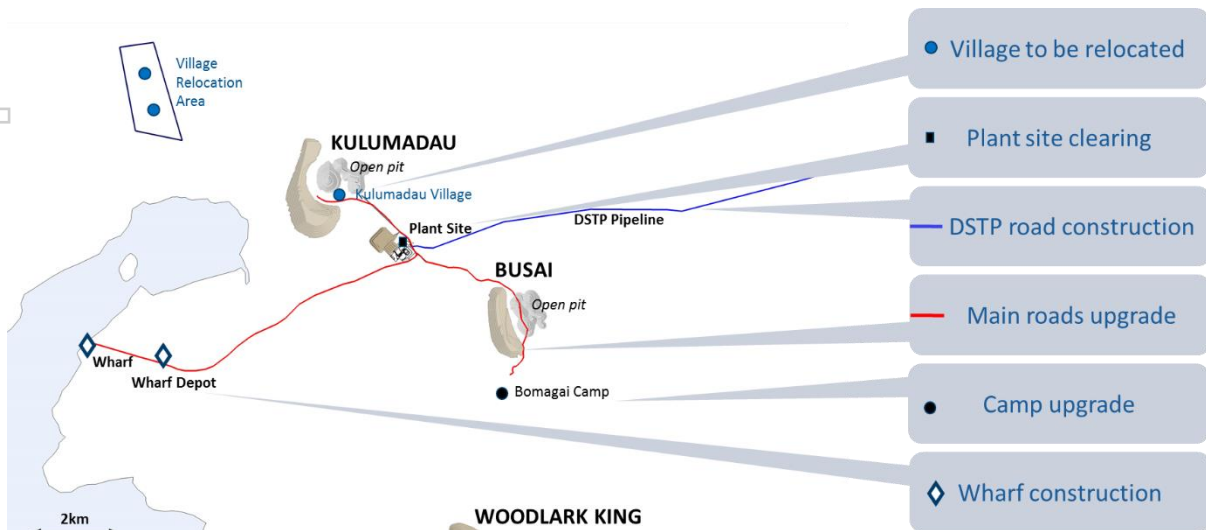 Village
Relocation
Area
KULUMADAU
Open pit
Kulumadau Village
Plant Site
DSTP Pipeline
BUSAI
Open pit
Wharf
Wharf Depot
Bomagai Camp
2km
WOODLARK KING
Village to be relocated
Plant site clearing
DSTP road construction
Main roads upgrade
Camp upgrade
Wharf construction